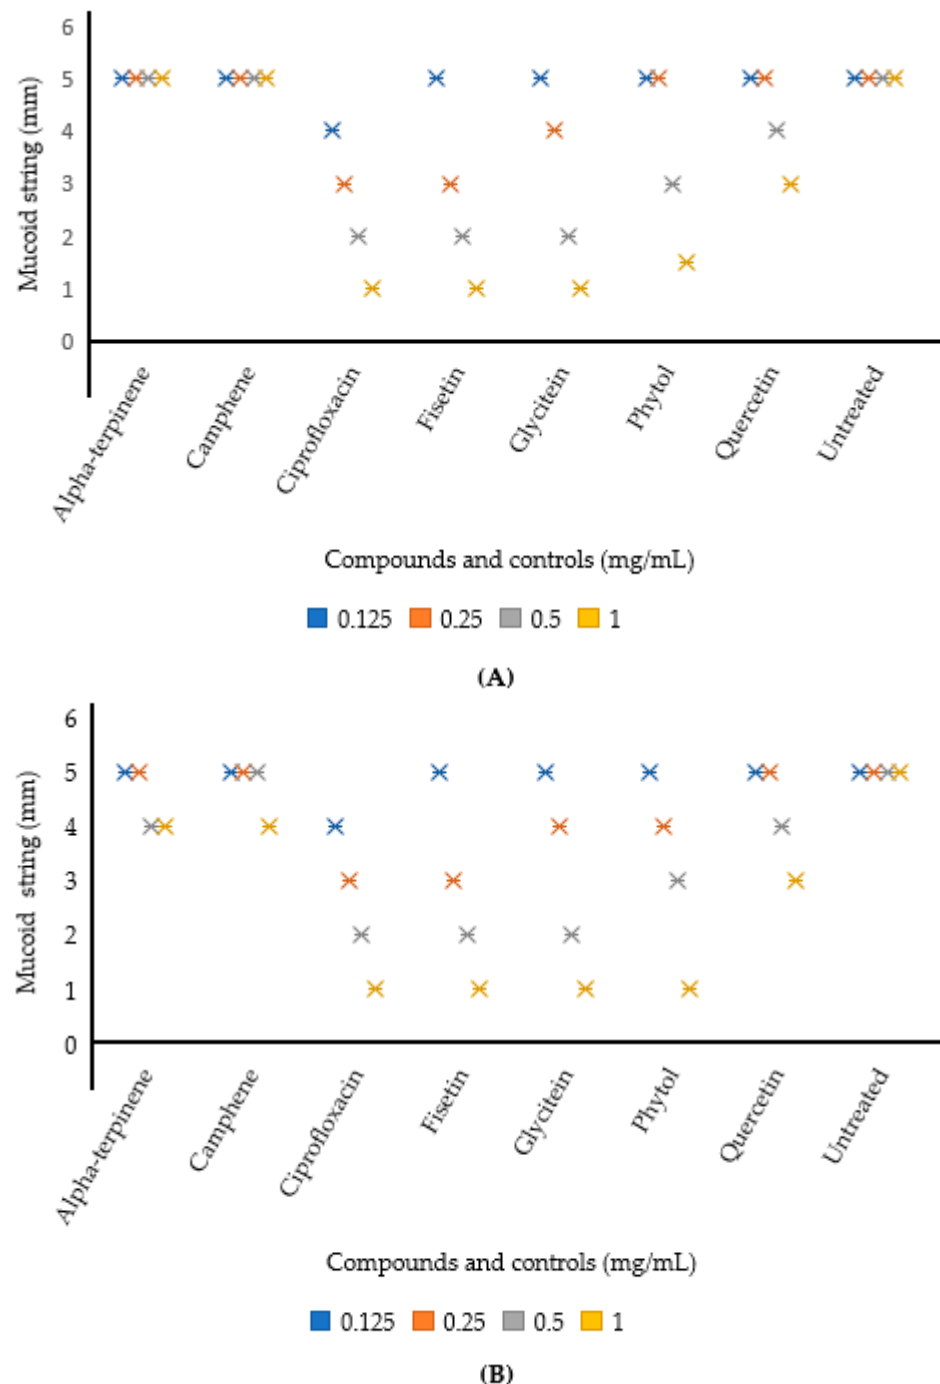 6
5
4
3
2
1
0
Mucoid string (mm)
Alpha-terpinene
Camphene
Ciprofloxacin
Fisetin
Glycitein
Phytol
Quercetin
Untreated
Compounds and controls (mg/mL)
0.125 0.25 0.5 1
(A)
6
5
4
3
2
1
0
Mucoid string (mm)
Alpha-terpinene
Camphene
Ciprofloxacin
Fisetin
Glycitein
Phytol
Quercetin
Untreated
Compounds and controls (mg/mL)
0.125 0.25 0.5 1
(B)